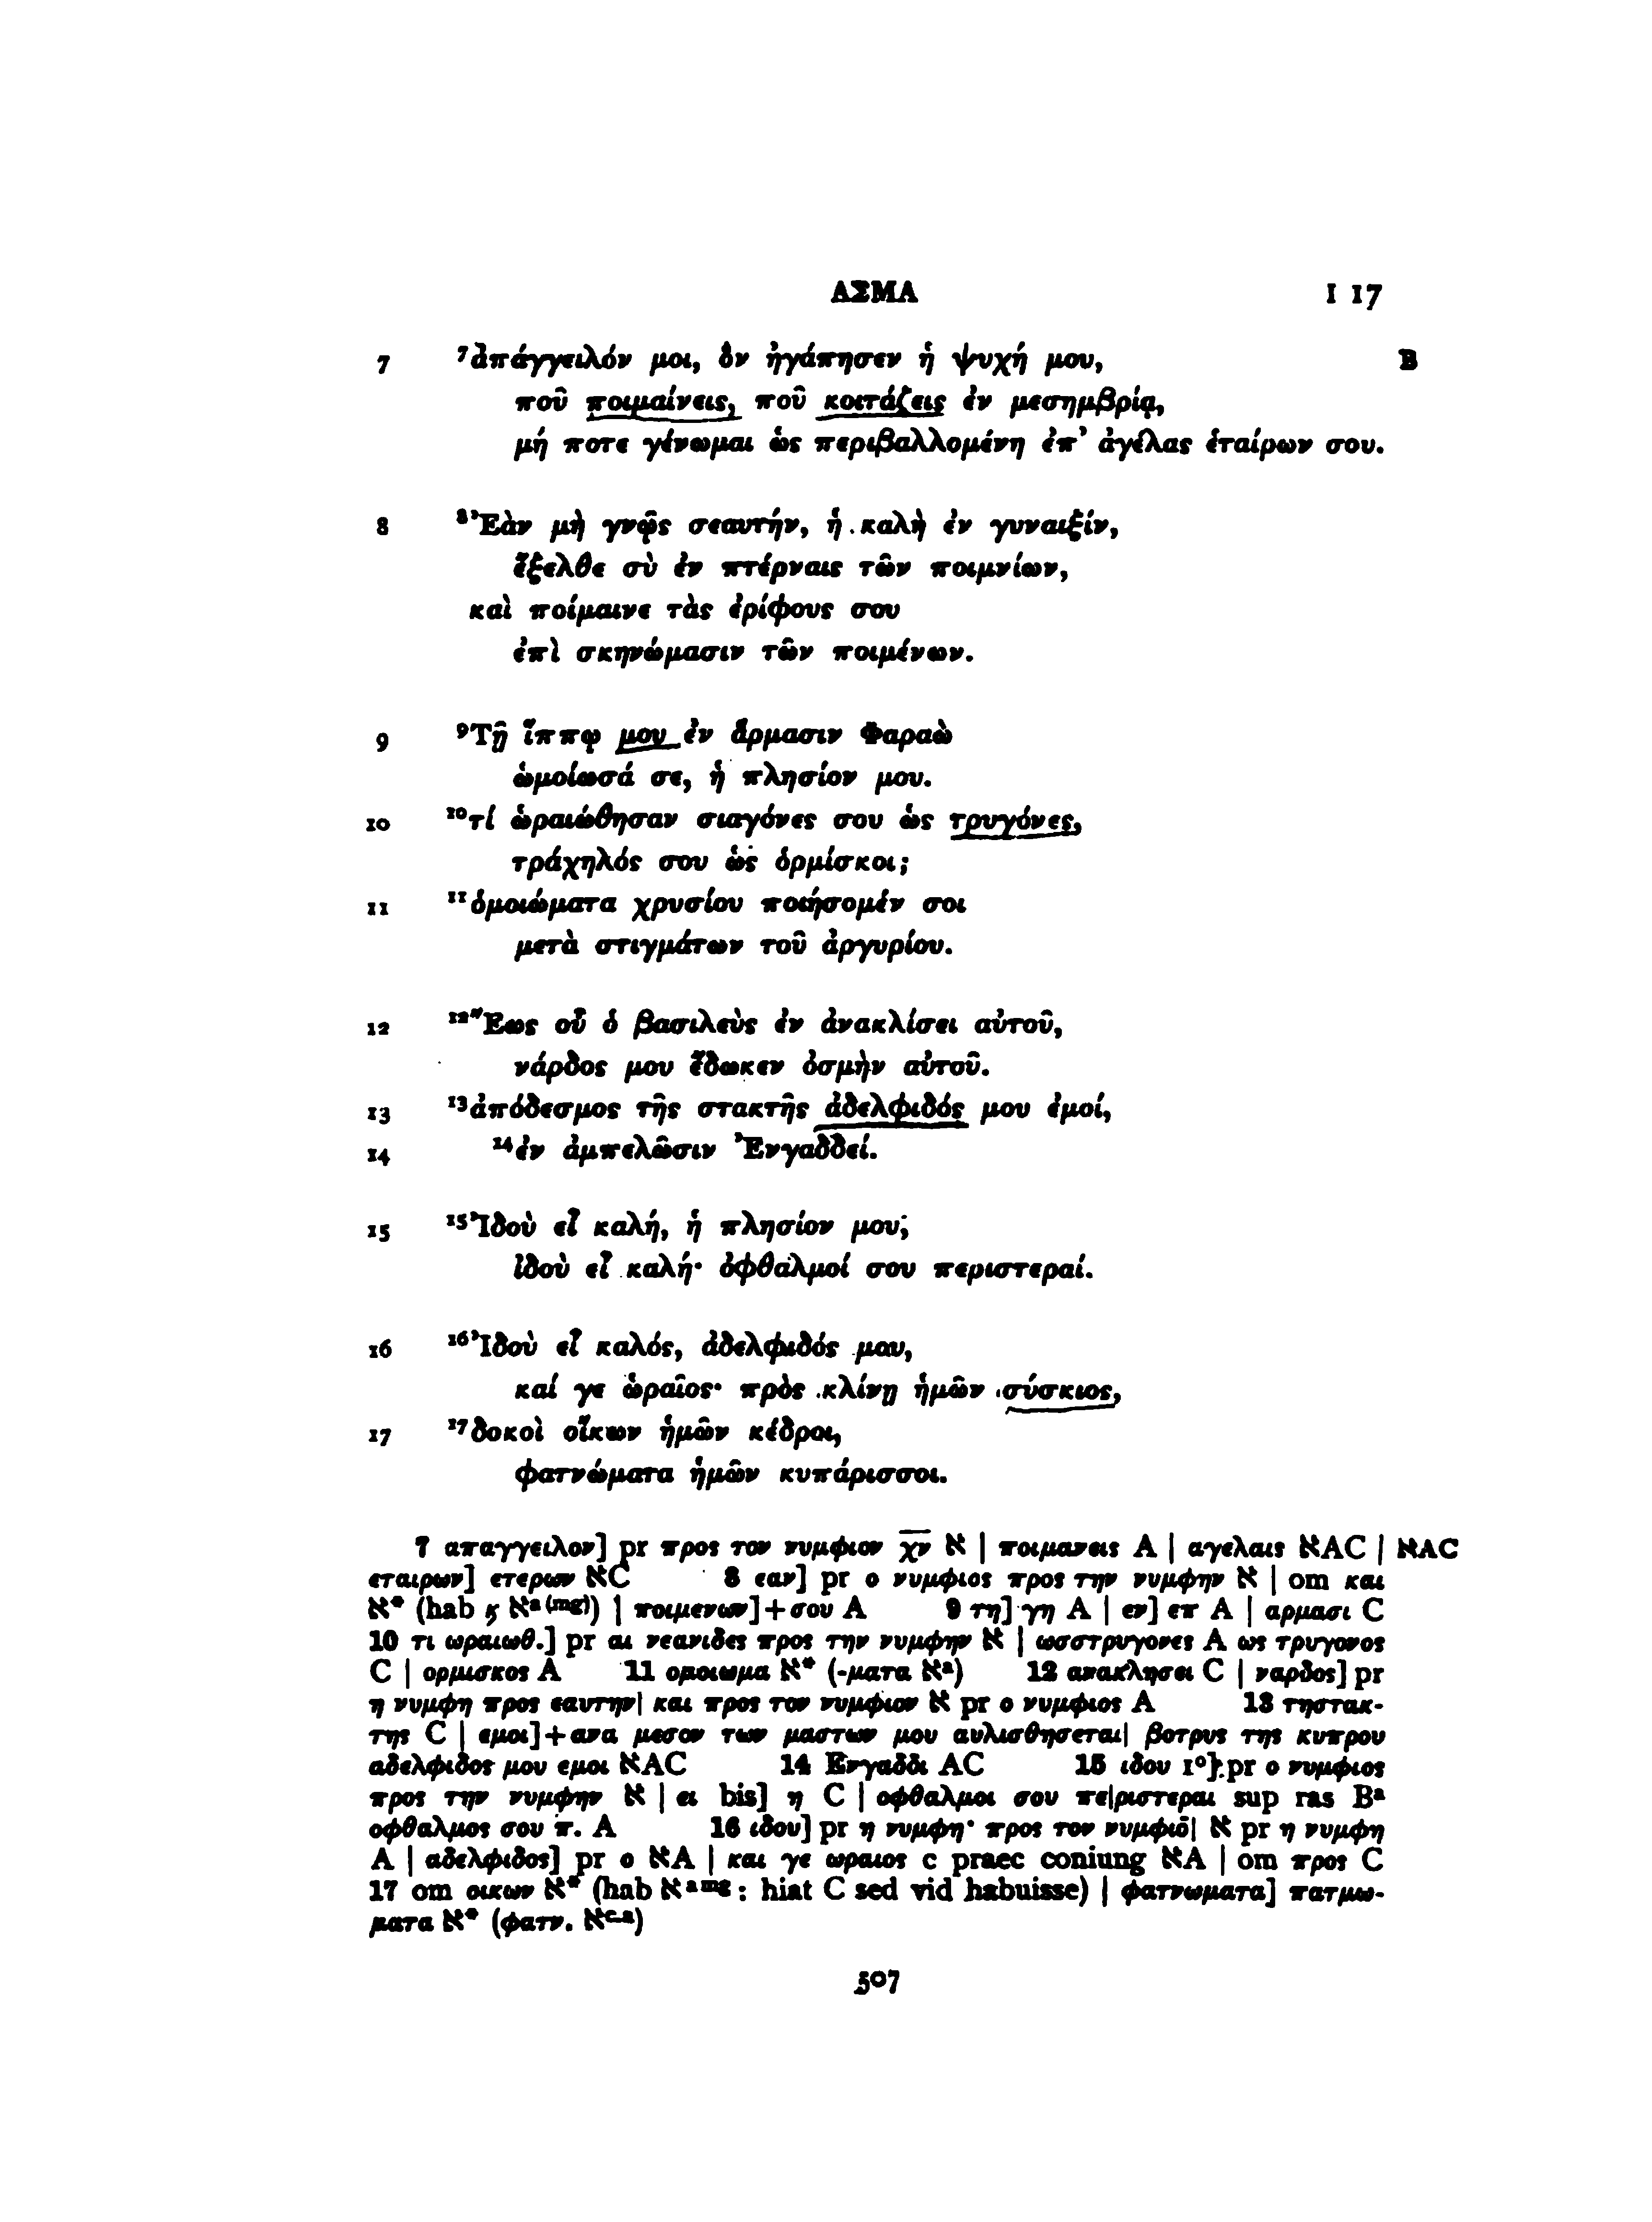 ΑΣΜΑ I 17
7 ⁷ἀπάγγειλόν μοι, ὃν ἠγάπησεν ἡ ψυχή μου, B
ποῦ ποιμαίνεις, ποῦ κοιτάζεις ἐν μεσημβρίᾳ,
μή ποτε γένωμαι ὡς περιβαλλομένη ἐπ’ ἀγέλας ἑταίρων σου.
8 ⁸Ἐὰν μὴ γνῷς σεαυτήν, ἡ καλὴ ἐν γυναιξίν,
ἔξελθε σὺ ἐν πτέρναις τῶν ποιμνίων,
καὶ ποίμαινε τὰς ἐρίφους σου
ἐπὶ σκηνώμασιν τῶν ποιμένων.
9 ⁹Τῇ ἵππῳ μου ἐν ἅρμασιν Φαραὼ
ὡμοίωσά σε, ἡ πλησίον μου.
10 ¹⁰τί ὡραιώθησαν σιαγόνες σου ὡς τρυγόνες,
τράχηλός σου ὡς ὁρμίσκοι;
11 ¹¹ὁμοιώματα χρυσίου ποιήσομέν σοι
μετὰ στιγμάτων τοῦ ἀργυρίου.
12 ¹²Ἕως οὗ ὁ βασιλεὺς ἐν ἀνακλίσει αὐτοῦ,
νάρδος μου ἔδωκεν ὀσμὴν αὐτοῦ.
13 ¹³ἀπόδεσμος τῆς στακτῆς ἀδελφιδός μου ἐμοί,
14 ¹⁴ἐν ἀμπελῶσιν Ἐνγαδδεί.
15 ¹⁵Ἰδοὺ εἶ καλή, ἡ πλησίον μου,
ἰδοὺ εἶ καλή· ὀφθαλμοί σου περιστεραί.
16 ¹⁶Ἰδοὺ εἶ καλός, ἀδελφιδός μου,
καί γε ὡραῖος· πρὸς κλίνῃ ἡμῶν σύσκιος,
17 ¹⁷δοκοὶ οἴκων ἡμῶν κέδροι,
φατνώματα ἡμῶν κυπάρισσοι.
7 απαγγειλον] pr προς τον νυμφιον χ̅ν̅ א | ποιμανεις A | αγελαις אAC | אAC
εταιρων] ετερων אC 8 εαν] pr ο νυμφιος προς την νυμφην א | om και
א* (hab ϗ אᵃ⁽ᵐᵍ⁾) | ποιμενων]+σου A 9 τη] γη A | εν] επ A | αρμασι C
10 τι ωραιωθ.] pr αι νεανιδες προς την νυμφην א | ωσστρυγονες A ως τρυγονος
C | ορμισκος A 11 ομοιωμα א* (-ματα אᵃ) 12 ανακλησει C | ναρδος] pr
η νυμφη προς εαυτην| και προς τον νυμφιον א pr ο νυμφιος A 13 τηστακ-
της C | εμοι]+ανα μεσον των μαστων μου αυλισθησεται| βοτρυς της κυπρου
αδελφιδος μου εμοι אAC 14 Ενγαδδι AC 15 ιδου 1°] pr ο νυμφιος
προς την νυμφην א | ει bis] η C | οφθαλμοι σου πε|ριστεραι sup ras Bᵃ
οφθαλμος σου π. A 16 ιδου] pr η νυμφη· προς τον νυμφιο̄| א pr η νυμφη
A | αδελφιδος] pr ο אA | και γε ωραιος c praec coniung אA | om προς C
17 om οικων א* (hab אᵃᵐᵍ : hiat C sed vid habuisse) | φατνωματα] πατμω-
ματα א* (φατν. אᶜ·ᵃ)
507